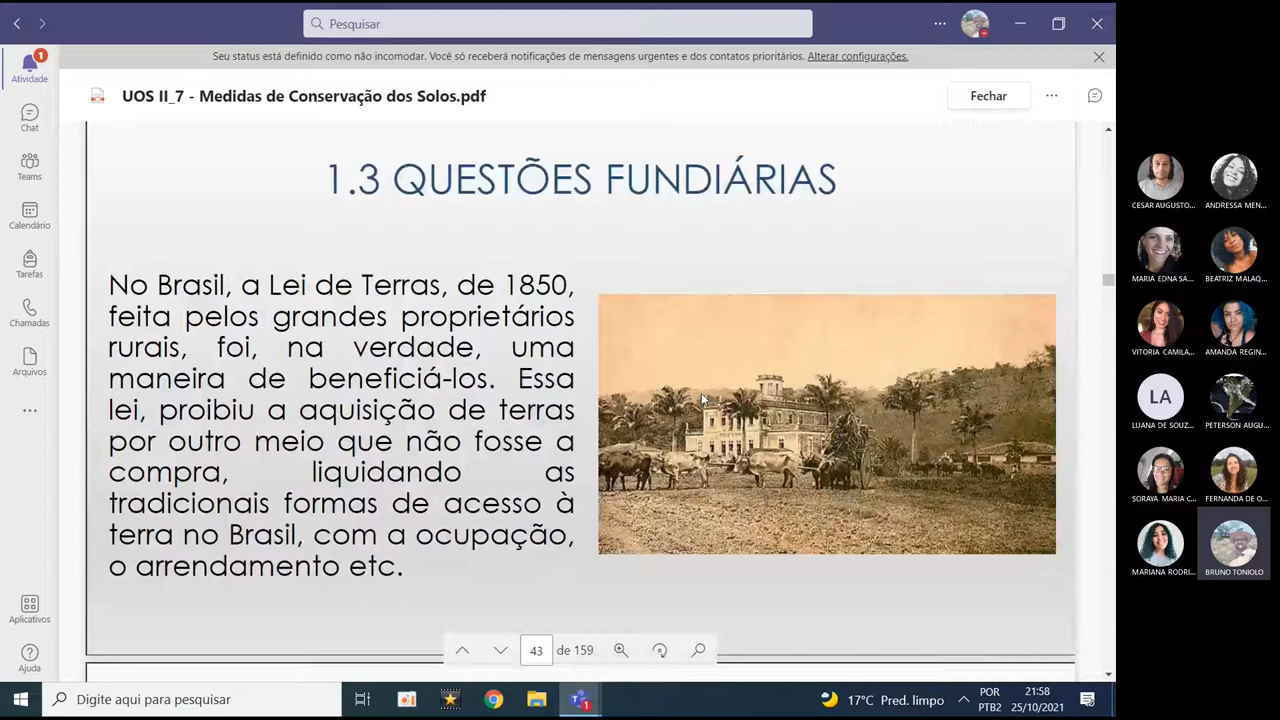 Pesquisar
Seu status está definido como não incomodar. Você só receberá notificações de mensagens urgentes e dos contatos prioritários. Alterar configurações.
1
Atividade
Chat
Teams
Calendário
Tarefas
Chamadas
Arquivos
Aplicativos
Ajuda
UOS II_7 - Medidas de Conservação dos Solos.pdf
Fechar
1.3 QUESTÕES FUNDIÁRIAS
No Brasil, a Lei de Terras, de 1850,
feita pelos grandes proprietários
rurais, foi, na verdade, uma
maneira de beneficiá-los. Essa
lei, proibiu a aquisição de terras
por outro meio que não fosse a
compra, liquidando as
tradicionais formas de acesso à
terra no Brasil, com a ocupação,
o arrendamento etc.
43 de 159
CESAR AUGUSTO... ANDRESSA MEN...
MARIA EDNA SA... BEATRIZ MALAQ...
VITORIA CAMILA... AMANDA REGIN...
LA
LUANA DE SOUZ... PETERSON AUGU...
SORAYA MARIA C... FERNANDA DE O...
MARIANA RODRI... BRUNO TONIOLO
Digite aqui para pesquisar
1
17°C Pred. limpo
POR
PTB2
21:58
25/10/2021